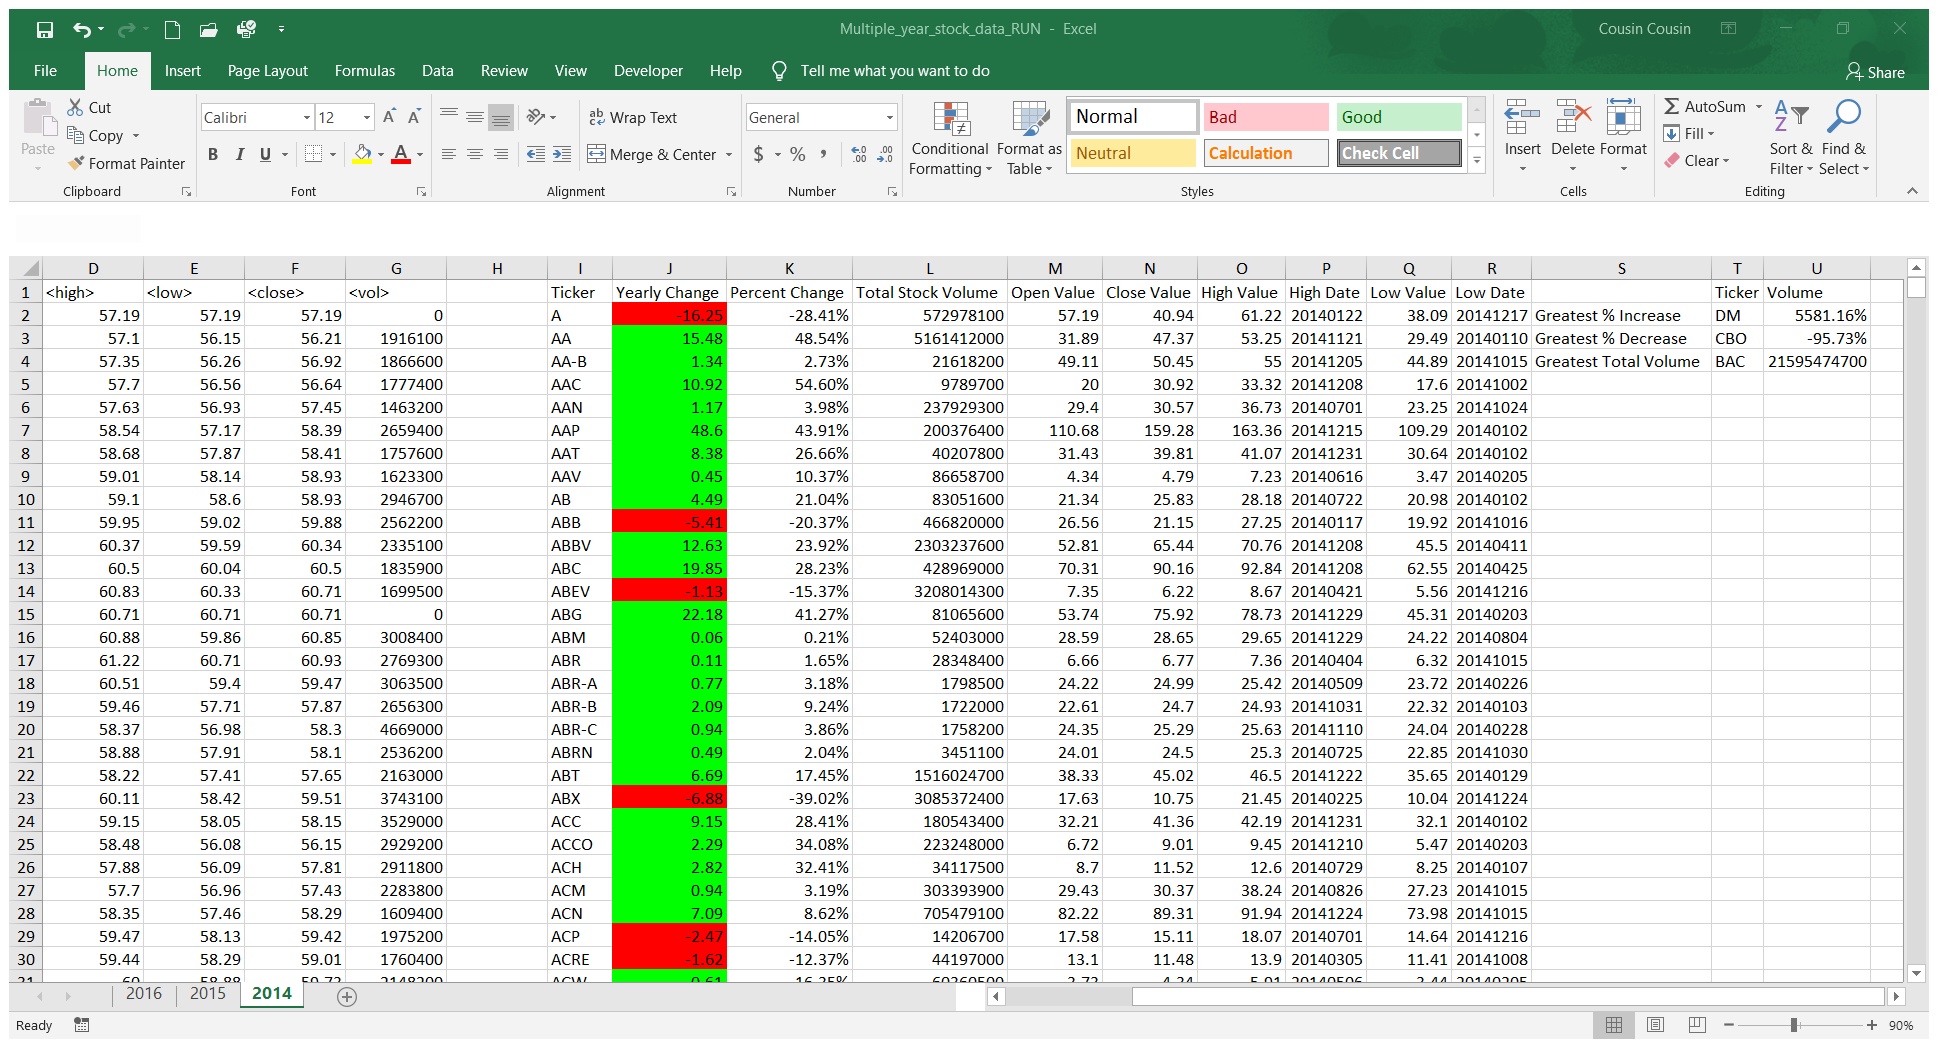 Multiple_year_stock_data_RUN - Excel Cousin Cousin
File Home Insert Page Layout Formulas Data Review View Developer Help Tell me what you want to do Share
Paste Cut Copy Format Painter Clipboard
Calibri 12 A A B I U A Font
ab Wrap Text Merge & Center Alignment
General $ % , .00 .0 Number
Conditional Formatting Format as Table
Normal Bad Good
Neutral Calculation Check Cell
Styles
Insert Delete Format Cells
AutoSum Fill Clear Sort & Filter Find & Select Editing
D E F G H I J K L M N O P Q R S T U
1 <high> <low> <close> <vol> Ticker Yearly Change Percent Change Total Stock Volume Open Value Close Value High Value High Date Low Value Low Date Ticker Volume
2 57.19 57.19 57.19 0 A -16.25 -28.41% 572978100 57.19 40.94 61.22 20140122 38.09 20141217 Greatest % Increase DM 5581.16%
3 57.1 56.15 56.21 1916100 AA 15.48 48.54% 5161412000 31.89 47.37 53.25 20141121 29.49 20140110 Greatest % Decrease CBO -95.73%
4 57.35 56.26 56.92 1866600 AA-B 1.34 2.73% 21618200 49.11 50.45 55 20141205 44.89 20141015 Greatest Total Volume BAC 21595474700
5 57.7 56.56 56.64 1777400 AAC 10.92 54.60% 9789700 20 30.92 33.32 20141208 17.6 20141002
6 57.63 56.93 57.45 1463200 AAN 1.17 3.98% 237929300 29.4 30.57 36.73 20140701 23.25 20141024
7 58.54 57.17 58.39 2659400 AAP 48.6 43.91% 200376400 110.68 159.28 163.36 20141215 109.29 20140102
8 58.68 57.87 58.41 1757600 AAT 8.38 26.66% 40207800 31.43 39.81 41.07 20141231 30.64 20140102
9 59.01 58.14 58.93 1623300 AAV 0.45 10.37% 86658700 4.34 4.79 7.23 20140616 3.47 20140205
10 59.1 58.6 58.93 2946700 AB 4.49 21.04% 83051600 21.34 25.83 28.18 20140722 20.98 20140102
11 59.95 59.02 59.88 2562200 ABB -5.41 -20.37% 466820000 26.56 21.15 27.25 20140117 19.92 20141016
12 60.37 59.59 60.34 2335100 ABBV 12.63 23.92% 2303237600 52.81 65.44 70.76 20141208 45.5 20140411
13 60.5 60.04 60.5 1835900 ABC 19.85 28.23% 428969000 70.31 90.16 92.84 20141208 62.55 20140425
14 60.83 60.33 60.71 1699500 ABEV -1.13 -15.37% 3208014300 7.35 6.22 8.67 20140421 5.56 20141216
15 60.71 60.71 60.71 0 ABG 22.18 41.27% 81065600 53.74 75.92 78.73 20141229 45.31 20140203
16 60.88 59.86 60.85 3008400 ABM 0.06 0.21% 52403000 28.59 28.65 29.65 20141229 24.22 20140804
17 61.22 60.71 60.93 2769300 ABR 0.11 1.65% 28348400 6.66 6.77 7.36 20140404 6.32 20141015
18 60.51 59.4 59.47 3063500 ABR-A 0.77 3.18% 1798500 24.22 24.99 25.42 20140509 23.72 20140226
19 59.46 57.71 57.87 2656300 ABR-B 2.09 9.24% 1722000 22.61 24.7 24.93 20141031 22.32 20140103
20 58.37 56.98 58.3 4669000 ABR-C 0.94 3.86% 1758200 24.35 25.29 25.63 20141110 24.04 20140228
21 58.88 57.91 58.1 2536200 ABRN 0.49 2.04% 3451100 24.01 24.5 25.3 20140725 22.85 20141030
22 58.22 57.41 57.65 2163000 ABT 6.69 17.45% 1516024700 38.33 45.02 46.5 20141222 35.65 20140129
23 60.11 58.42 59.51 3743100 ABX -6.88 -39.02% 3085372400 17.63 10.75 21.45 20140225 10.04 20141224
24 59.15 58.05 58.15 3529000 ACC 9.15 28.41% 180543400 32.21 41.36 42.19 20141231 32.1 20140102
25 58.48 56.08 56.15 2929200 ACCO 2.29 34.08% 223248000 6.72 9.01 9.45 20141210 5.47 20140203
26 57.88 56.09 57.81 2911800 ACH 2.82 32.41% 34117500 8.7 11.52 12.6 20140729 8.25 20140107
27 57.7 56.96 57.43 2283800 ACM 0.94 3.19% 303393900 29.43 30.37 38.24 20140826 27.23 20141015
28 58.35 57.46 58.29 1609400 ACN 7.09 8.62% 705479100 82.22 89.31 91.94 20141224 73.98 20141015
29 59.47 58.13 59.42 1975200 ACP -2.47 -14.05% 14206700 17.58 15.11 18.07 20140701 14.64 20141216
30 59.44 58.29 59.01 1760400 ACRE -1.62 -12.37% 44197000 13.1 11.48 13.9 20140305 11.41 20141008
2016 2015 2014
Ready 90%